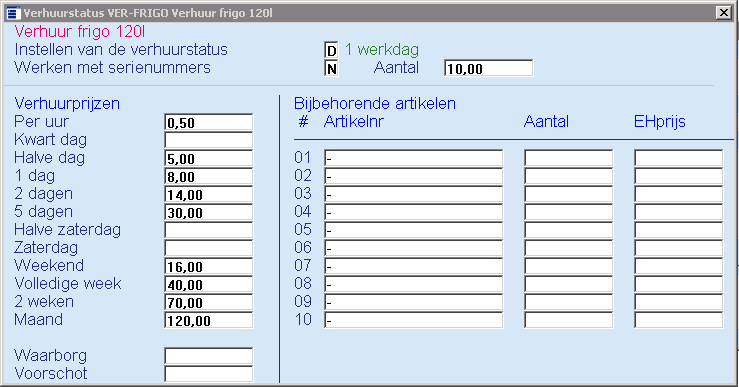 Verhuurstatus VER-FRIGO Verhuur frigo 120l
Verhuur frigo 120l
Instellen van de verhuurstatus D 1 werkdag
Werken met serienummers N Aantal 10,00
Verhuurprijzen
Per uur 0,50
Kwart dag
Halve dag 5,00
1 dag 8,00
2 dagen 14,00
5 dagen 30,00
Halve zaterdag
Zaterdag
Weekend 16,00
Volledige week 40,00
2 weken 70,00
Maand 120,00
Waarborg
Voorschot
Bijbehorende artikelen
# Artikelnr Aantal EHprijs
01 -
02 -
03 -
04 -
05 -
06 -
07 -
08 -
09 -
10 -